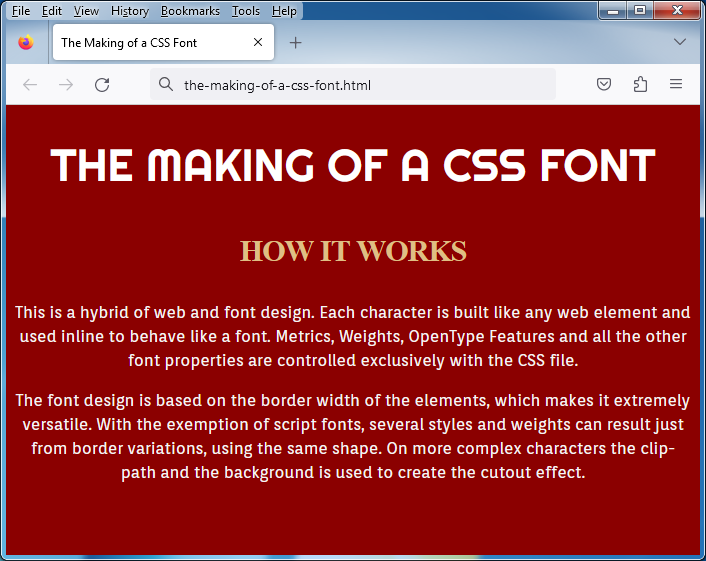 File Edit View History Bookmarks Tools Help
The Making of a CSS Font
the-making-of-a-css-font.html
THE MAKING OF A CSS FONT
HOW IT WORKS
This is a hybrid of web and font design. Each character is built like any web element and
used inline to behave like a font. Metrics, Weights, OpenType Features and all the other
font properties are controlled exclusively with the CSS file.
The font design is based on the border width of the elements, which makes it extremely
versatile. With the exemption of script fonts, several styles and weights can result just
from border variations, using the same shape. On more complex characters the clip-
path and the background is used to create the cutout effect.